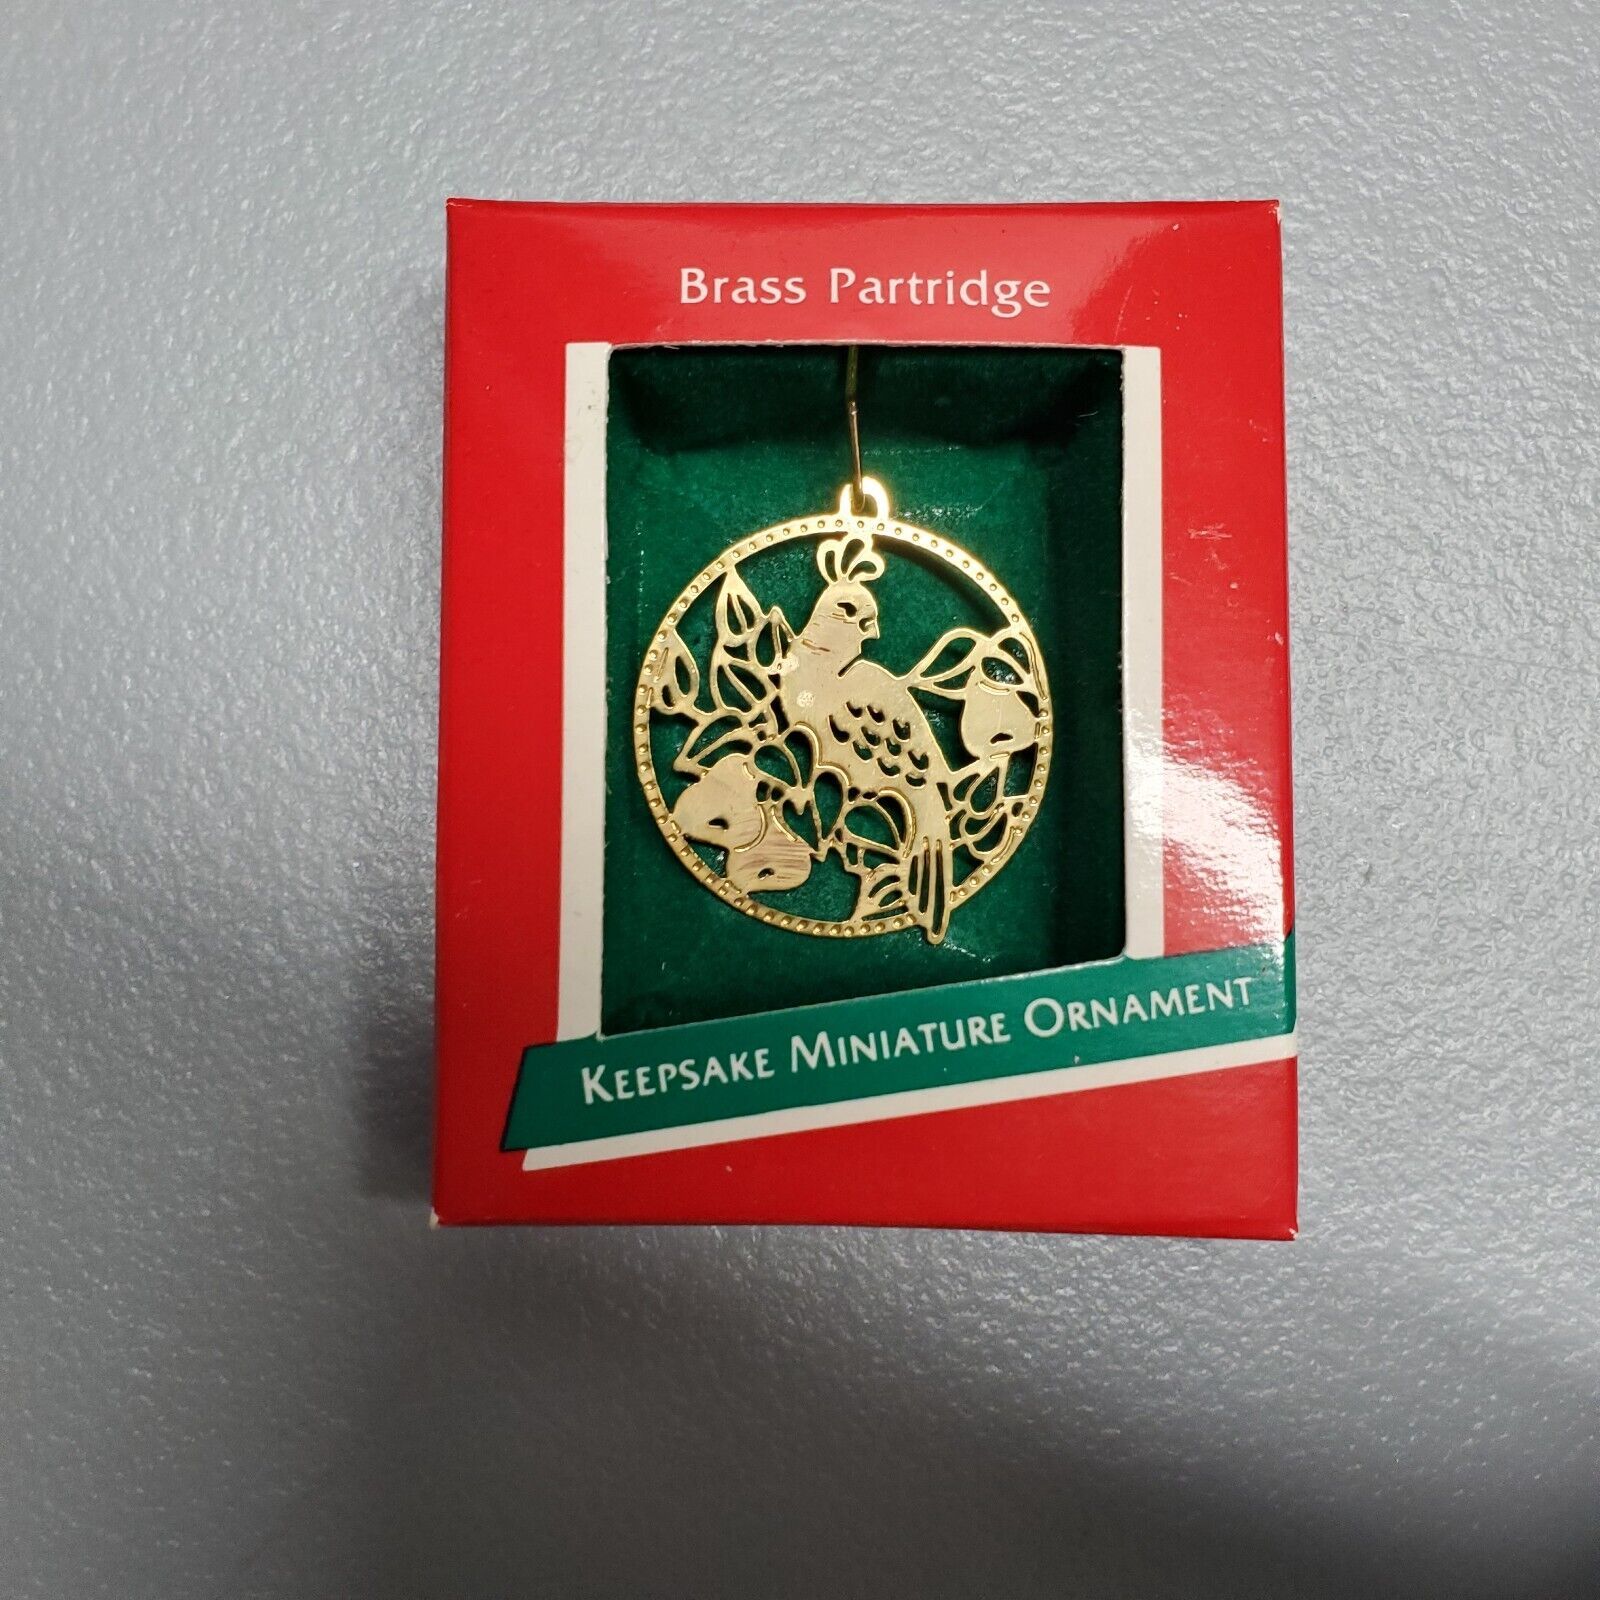 Brass Partridge
KEEPSAKE MINIATURE ORNAMENT